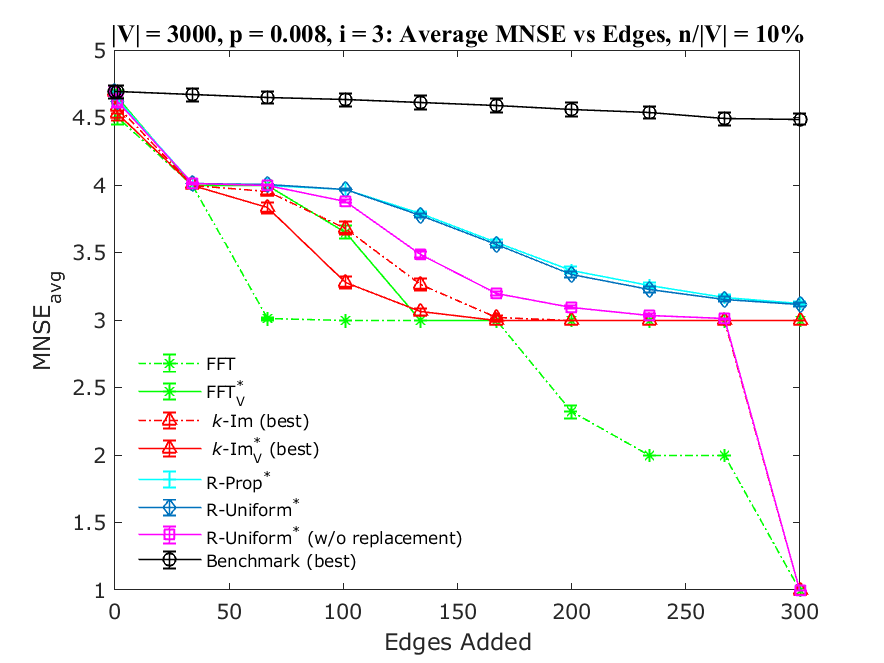 |V| = 3000, p = 0.008, i = 3: Average MNSE vs Edges, n/|V| = 10%
5
4.5
4
3.5
3
2.5
2
1.5
1
MNSE_avg
FFT
FFT*_V
k-Im (best)
k-Im*_V (best)
R-Prop*
R-Uniform*
R-Uniform* (w/o replacement)
Benchmark (best)
0 50 100 150 200 250 300
Edges Added